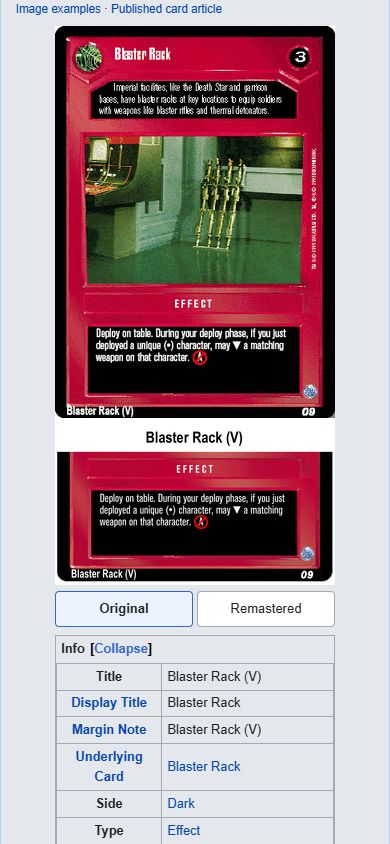 Image examples · Published card article
Blaster Rack
3
Imperial facilities, like the Death Star and garrison
bases, have blaster racks at key locations to equip soldiers
with weapons like blaster rifles and thermal detonators.
EFFECT
Deploy on table. During your deploy phase, if you just
deployed a unique (•) character, may ▼ a matching
weapon on that character.
Blaster Rack (V)
09
Blaster Rack (V)
EFFECT
Deploy on table. During your deploy phase, if you just
deployed a unique (•) character, may ▼ a matching
weapon on that character.
Blaster Rack (V)
09
Original
Remastered
Info [Collapse]
Title Blaster Rack (V)
Display Title Blaster Rack
Margin Note Blaster Rack (V)
Underlying
Card Blaster Rack
Side Dark
Type Effect